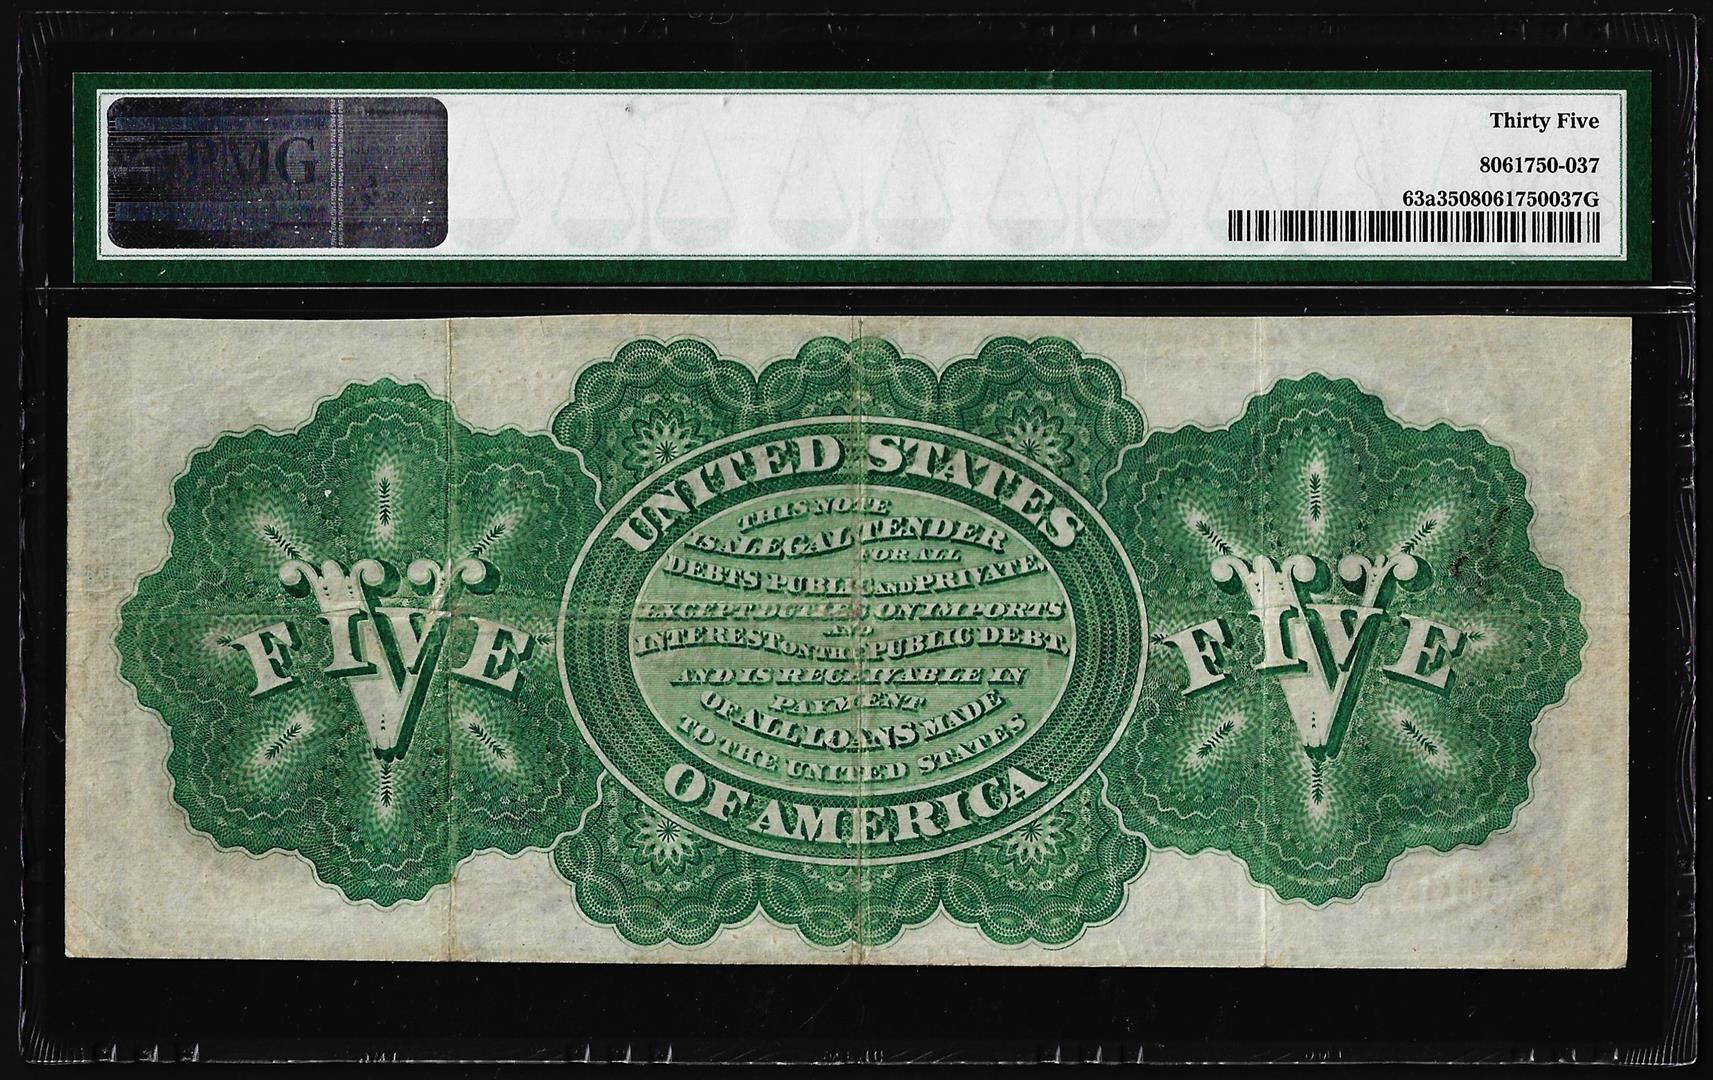 PMG
Thirty Five
8061750-037
63a3508061750037G
UNITED STATES
THIS NOTE
IS A LEGAL TENDER
FOR ALL
DEBTS PUBLIC AND PRIVATE,
EXCEPT DUTIES ON IMPORTS
AND
INTEREST ON THE PUBLIC DEBT,
AND IS RECEIVABLE IN
PAYMENT
OF ALL LOANS MADE
TO THE UNITED STATES
OF AMERICA
FIVE
V
FIVE
V